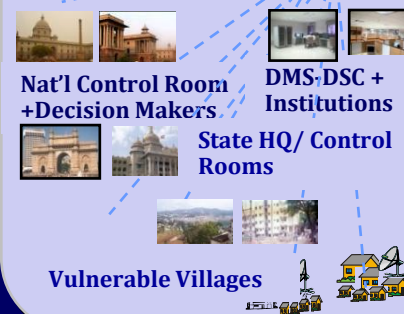 Nat'l Control Room
+Decision Makers
DMS-DSC +
Institutions
State HQ/ Control
Rooms
Vulnerable Villages